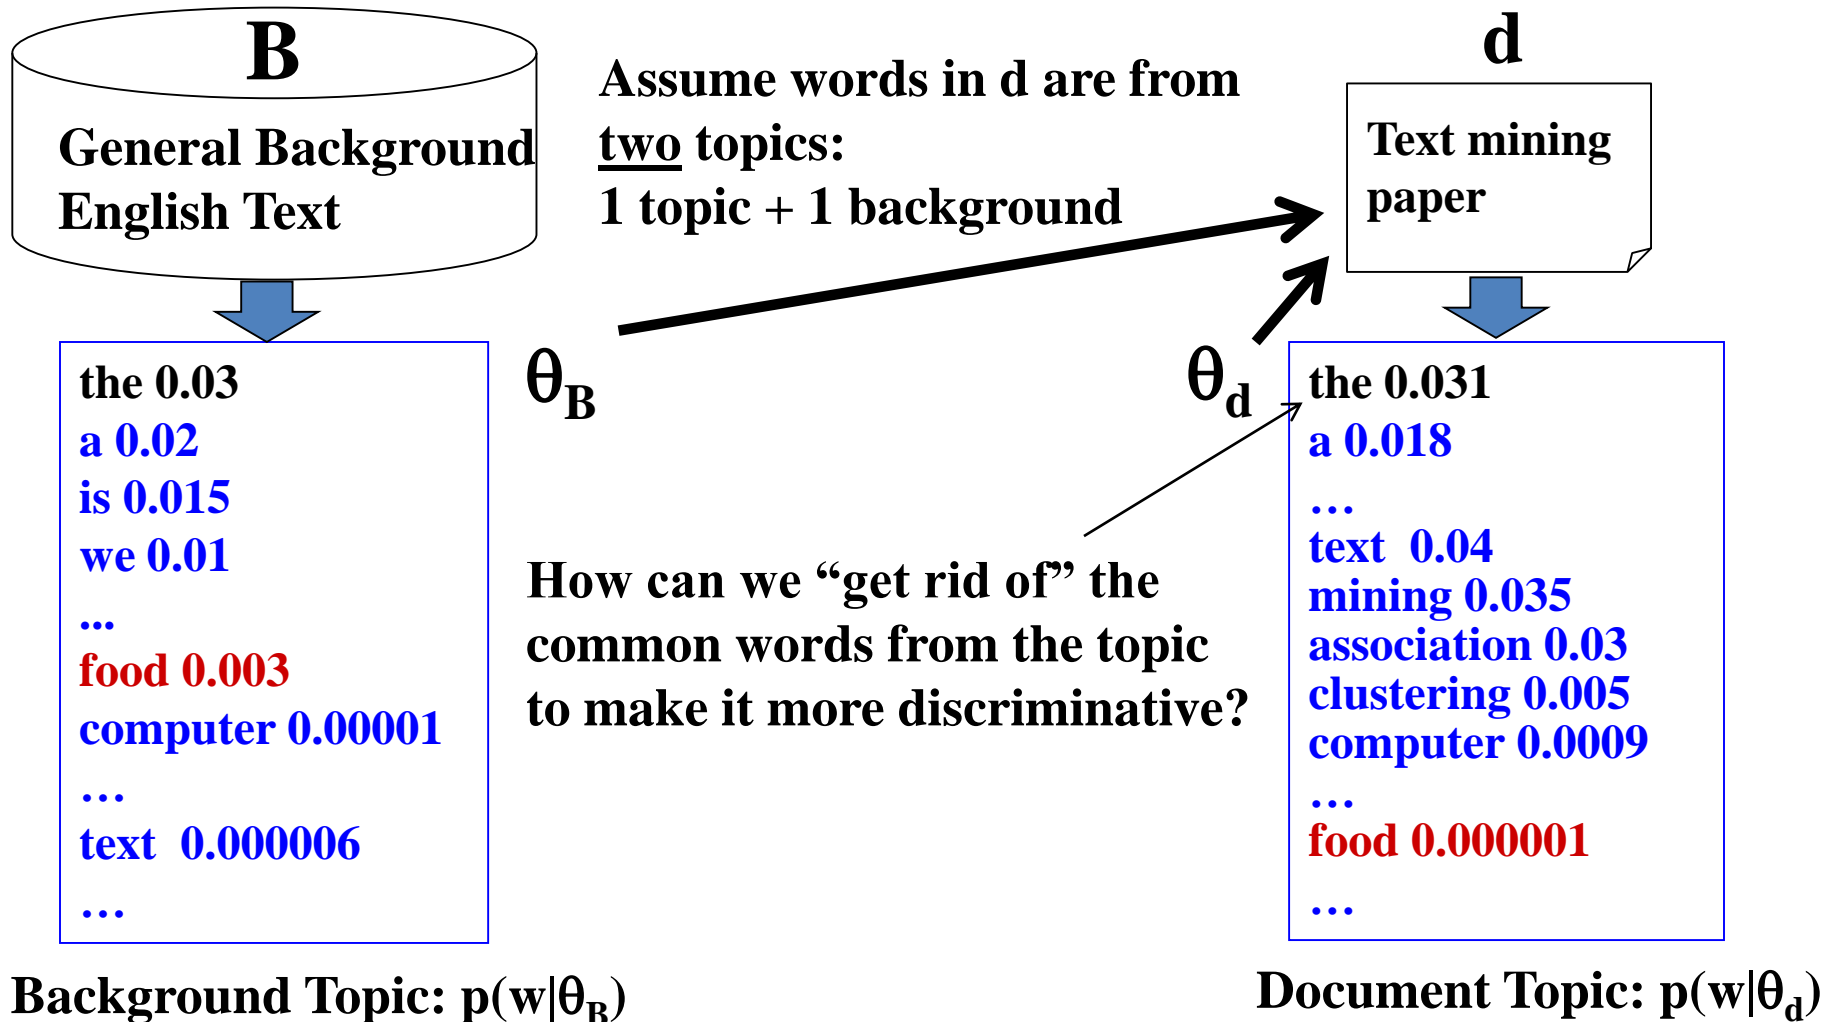 B
General Background
English Text
Assume words in d are from
two topics:
1 topic + 1 background
d
Text mining
paper
θB
θd
the 0.03
a 0.02
is 0.015
we 0.01
...
food 0.003
computer 0.00001
…
text 0.000006
…
How can we “get rid of” the
common words from the topic
to make it more discriminative?
the 0.031
a 0.018
…
text 0.04
mining 0.035
association 0.03
clustering 0.005
computer 0.0009
…
food 0.000001
…
Background Topic: p(w|θB)
Document Topic: p(w|θd)